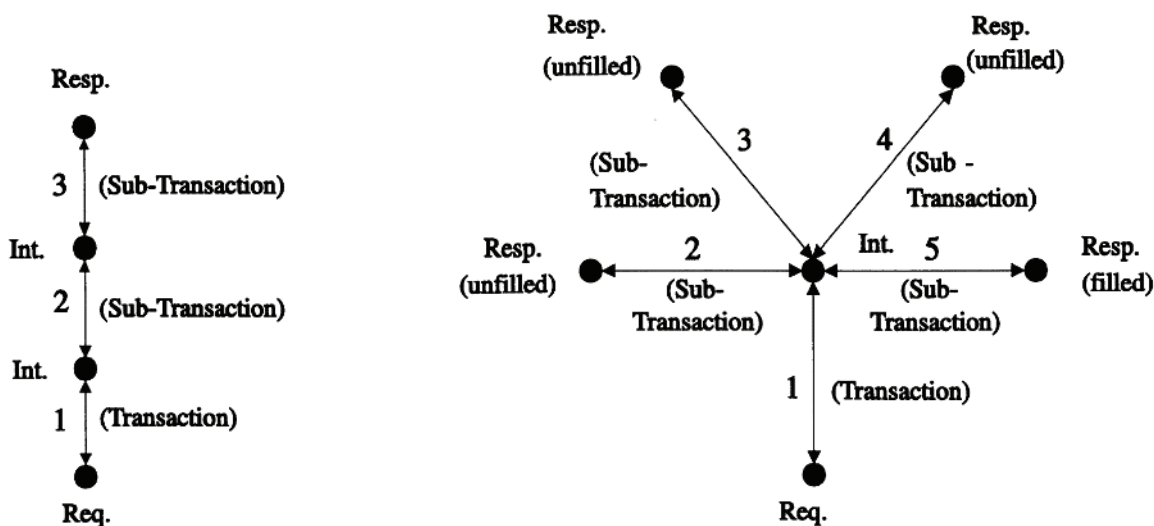 Resp.
3 (Sub-Transaction)
Int.
2 (Sub-Transaction)
Int.
1 (Transaction)
Req.
Resp.
(unfilled)
Resp.
(unfilled)
3
(Sub-
Transaction)
4
(Sub -
Transaction)
Resp.
(unfilled)
2
(Sub-
Transaction)
Int.
5
(Sub-
Transaction)
Resp.
(filled)
1 (Transaction)
Req.